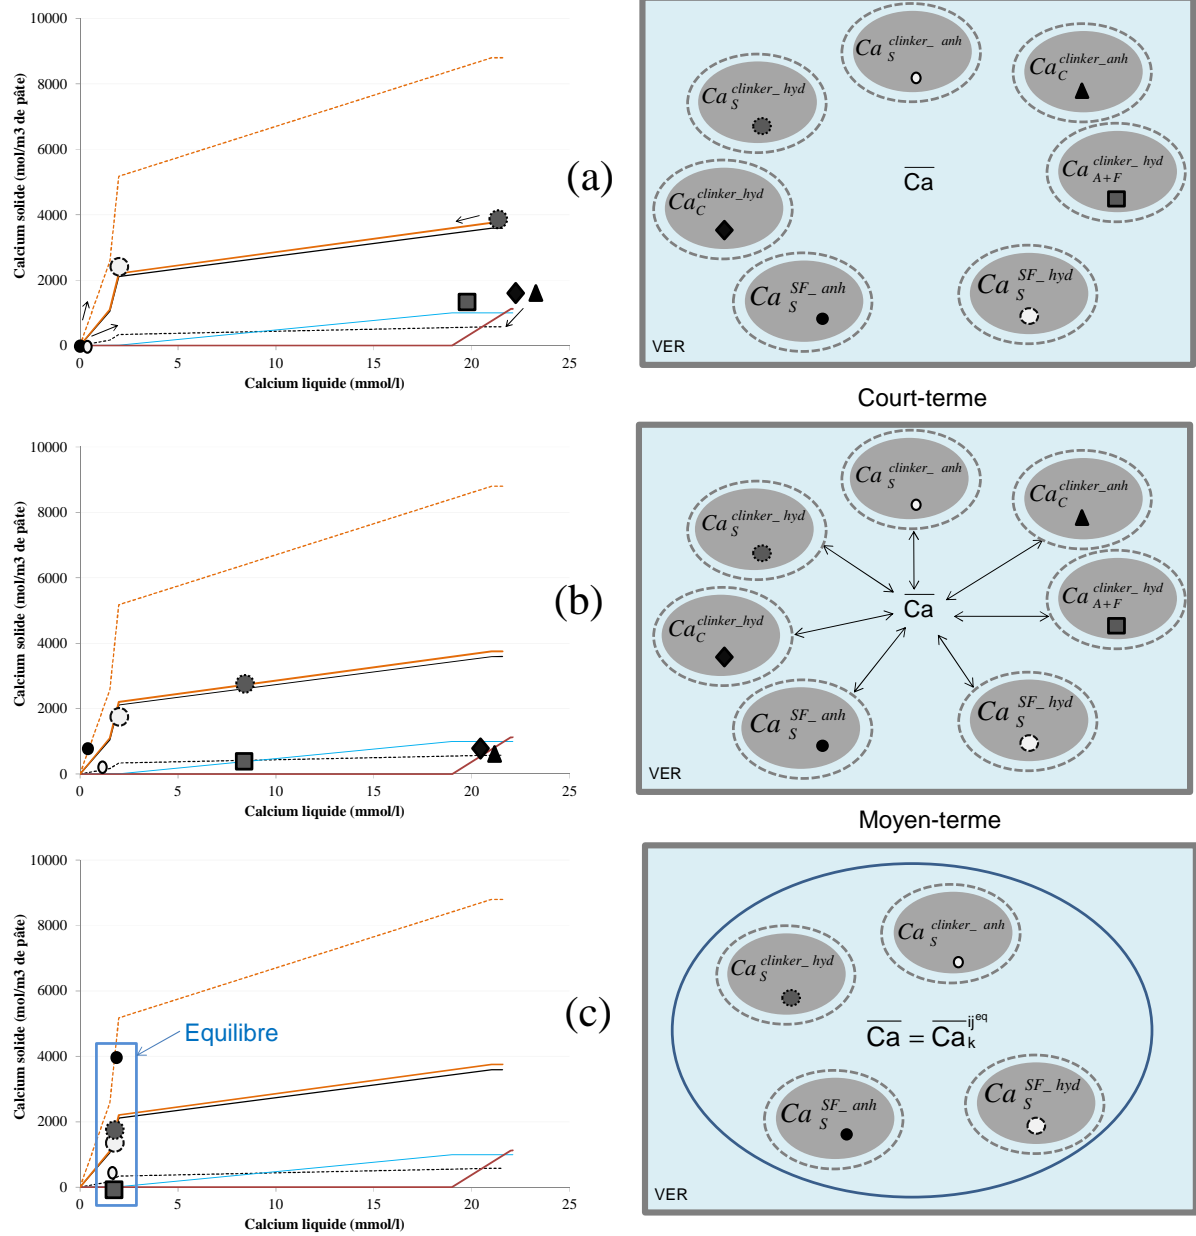 10000
8000
6000
4000
2000
0
0
5
10
15
20
25
Calcium solide (mol/m3 de pâte)
Calcium liquide (mmol/l)
(a)
Ca S clinker_ anh
Ca C clinker_anh
Ca S clinker_ hyd
Ca A+F clinker_ hyd
Ca
Ca C clinker_hyd
Ca S SF_ anh
Ca S SF_ hyd
VER
Court-terme
10000
8000
6000
4000
2000
0
0
5
10
15
20
25
Calcium solide (mol/m3 de pâte)
Calcium liquide (mmol/l)
(b)
Ca S clinker_ anh
Ca C clinker_anh
Ca S clinker_ hyd
Ca A+F clinker_ hyd
Ca
Ca C clinker_hyd
Ca S SF_ anh
Ca S SF_ hyd
VER
Moyen-terme
10000
8000
6000
4000
2000
0
0
5
10
15
20
25
Calcium solide (mol/m3 de pâte)
Calcium liquide (mmol/l)
Equilibre
(c)
Ca S clinker_ anh
Ca S clinker_ hyd
Ca = Ca k ij eq
Ca S SF_ anh
Ca S SF_ hyd
VER